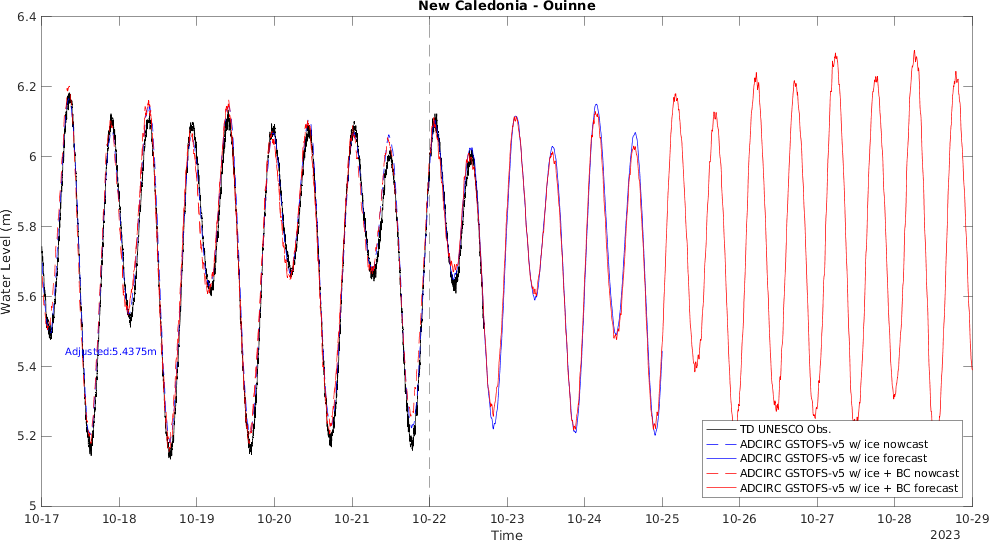 New Caledonia - Ouinne
6.4
6.2
6
5.8
5.6
5.4
5.2
5
Water Level (m)
Adjusted:5.4375m
TD UNESCO Obs.
ADCIRC GSTOFS-v5 w/ ice nowcast
ADCIRC GSTOFS-v5 w/ ice forecast
ADCIRC GSTOFS-v5 w/ ice + BC nowcast
ADCIRC GSTOFS-v5 w/ ice + BC forecast
10-17 10-18 10-19 10-20 10-21 10-22 10-23 10-24 10-25 10-26 10-27 10-28 10-29
Time
2023